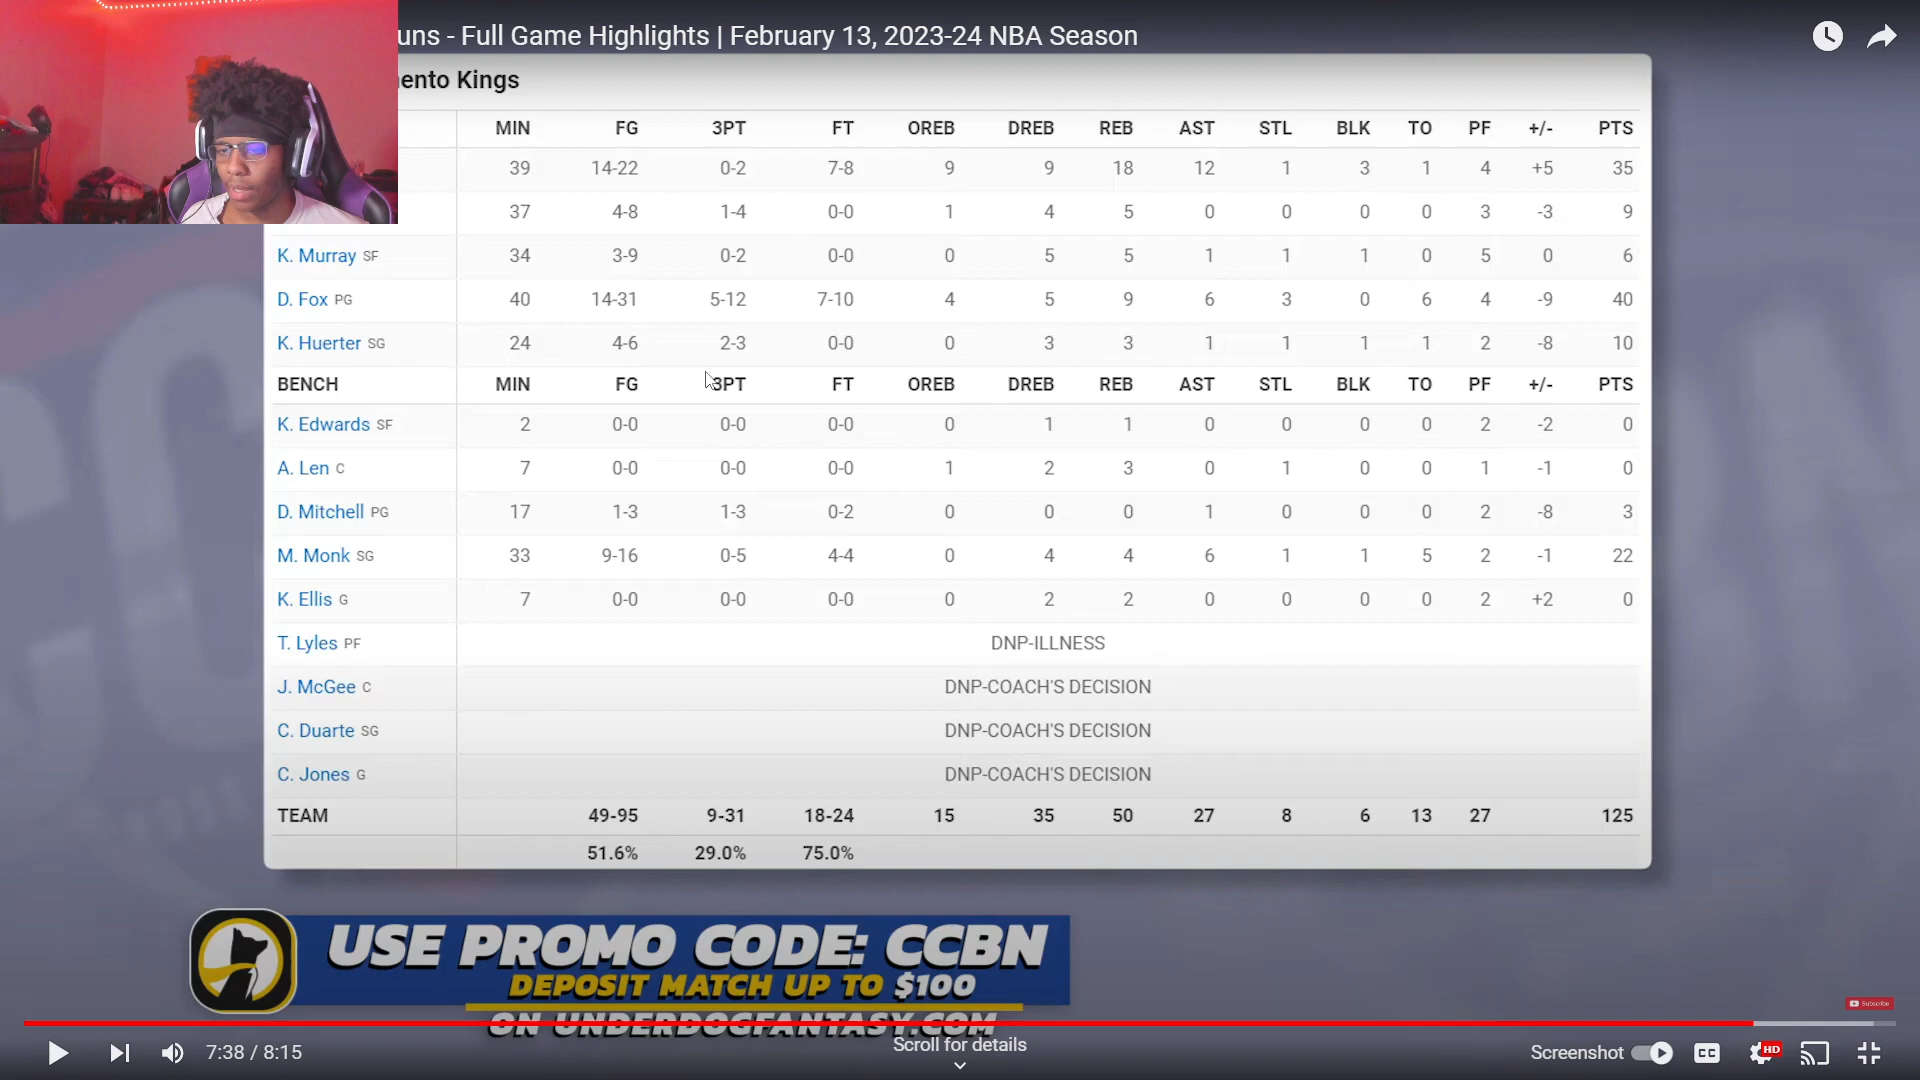 uns - Full Game Highlights | February 13, 2023-24 NBA Season
ento Kings
MIN FG 3PT FT OREB DREB REB AST STL BLK TO PF +/- PTS
39 14-22 0-2 7-8 9 9 18 12 1 3 1 4 +5 35
37 4-8 1-4 0-0 1 4 5 0 0 0 0 3 -3 9
K. Murray SF 34 3-9 0-2 0-0 0 5 5 1 1 1 0 5 0 6
D. Fox PG 40 14-31 5-12 7-10 4 5 9 6 3 0 6 4 -9 40
K. Huerter SG 24 4-6 2-3 0-0 0 3 3 1 1 1 1 2 -8 10
BENCH MIN FG 3PT FT OREB DREB REB AST STL BLK TO PF +/- PTS
K. Edwards SF 2 0-0 0-0 0-0 0 1 1 0 0 0 0 2 -2 0
A. Len C 7 0-0 0-0 0-0 1 2 3 0 1 0 0 1 -1 0
D. Mitchell PG 17 1-3 1-3 0-2 0 0 0 1 0 0 0 2 -8 3
M. Monk SG 33 9-16 0-5 4-4 0 4 4 6 1 1 5 2 -1 22
K. Ellis G 7 0-0 0-0 0-0 0 2 2 0 0 0 0 2 +2 0
T. Lyles PF DNP-ILLNESS
J. McGee C DNP-COACH'S DECISION
C. Duarte SG DNP-COACH'S DECISION
C. Jones G DNP-COACH'S DECISION
TEAM 49-95 9-31 18-24 15 35 50 27 8 6 13 27 125
51.6% 29.0% 75.0%
USE PROMO CODE: CCBN
DEPOSIT MATCH UP TO $100
ON UNDERDOGFANTASY.COM
Subscribe
Scroll for details
7:38 / 8:15
Screenshot
CC
HD